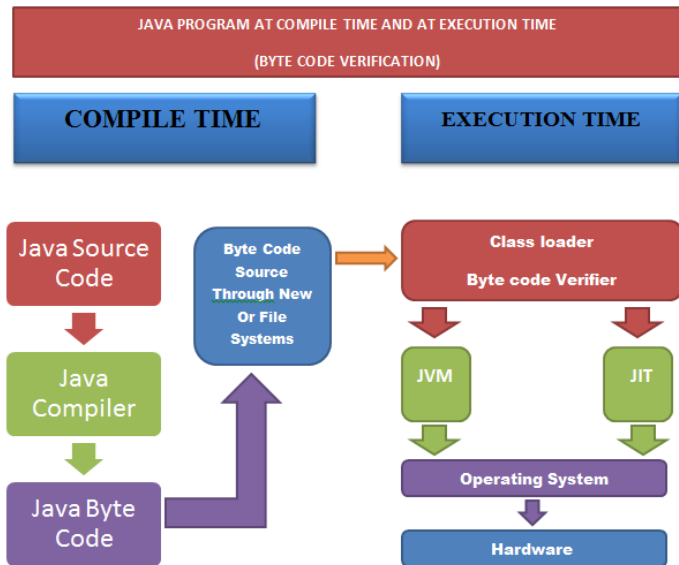 JAVA PROGRAM AT COMPILE TIME AND AT EXECUTION TIME
(BYTE CODE VERIFICATION)
COMPILE TIME
EXECUTION TIME
Java Source
Code
Java
Compiler
Java Byte
Code
Byte Code
Source
Through New
Or File
Systems
Class loader
Byte code Verifier
JVM
JIT
Operating System
Hardware